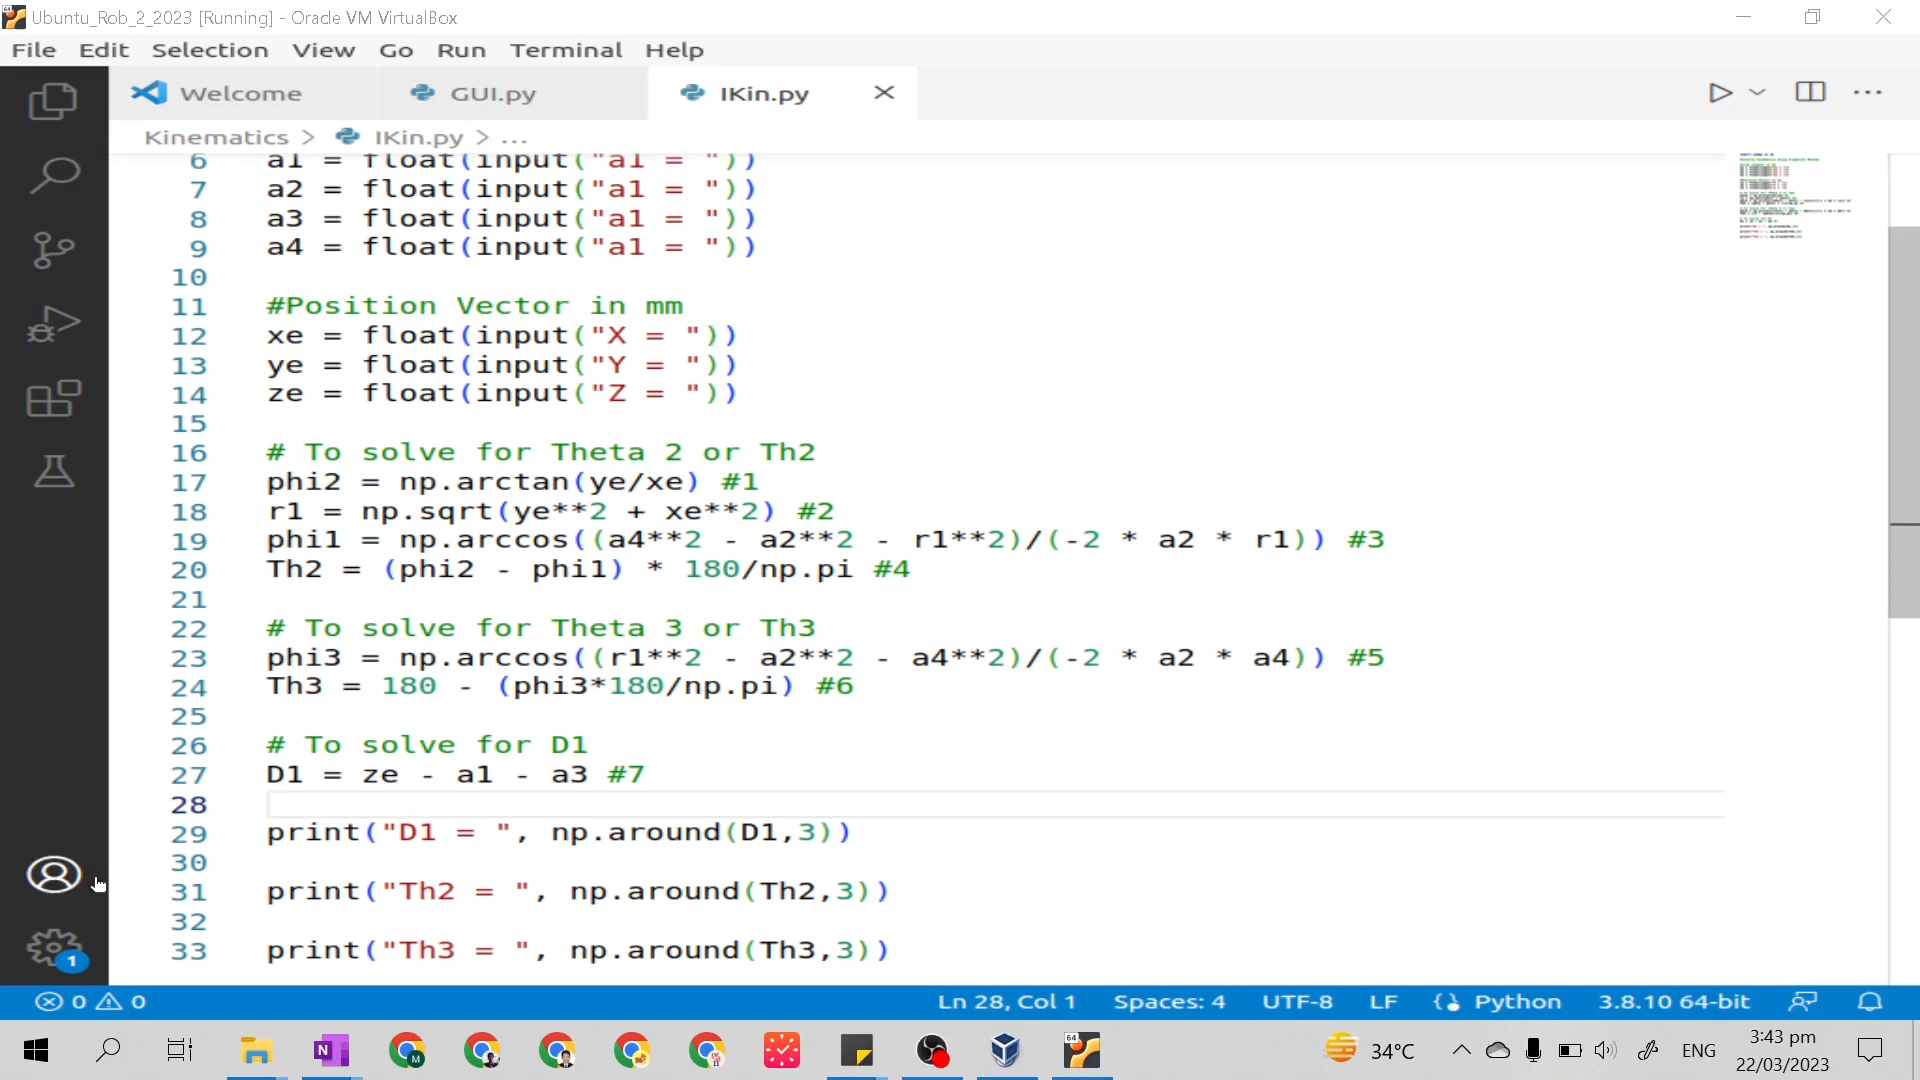 Ubuntu_Rob_2_2023 [Running] - Oracle VM VirtualBox
File Edit Selection View Go Run Terminal Help
Welcome GUI.py IKin.py
Kinematics > IKin.py > ...
6 a1 = float(input("a1 = "))
7 a2 = float(input("a1 = "))
8 a3 = float(input("a1 = "))
9 a4 = float(input("a1 = "))
10
11 #Position Vector in mm
12 xe = float(input("X = "))
13 ye = float(input("Y = "))
14 ze = float(input("Z = "))
15
16 # To solve for Theta 2 or Th2
17 phi2 = np.arctan(ye/xe) #1
18 r1 = np.sqrt(ye**2 + xe**2) #2
19 phi1 = np.arccos((a4**2 - a2**2 - r1**2)/(-2 * a2 * r1)) #3
20 Th2 = (phi2 - phi1) * 180/np.pi #4
21
22 # To solve for Theta 3 or Th3
23 phi3 = np.arccos((r1**2 - a2**2 - a4**2)/(-2 * a2 * a4)) #5
24 Th3 = 180 - (phi3*180/np.pi) #6
25
26 # To solve for D1
27 D1 = ze - a1 - a3 #7
28
29 print("D1 = ", np.around(D1,3))
30
31 print("Th2 = ", np.around(Th2,3))
32
33 print("Th3 = ", np.around(Th3,3))
1
0 0 Ln 28, Col 1 Spaces: 4 UTF-8 LF Python 3.8.10 64-bit
34°C ENG 3:43 pm
22/03/2023